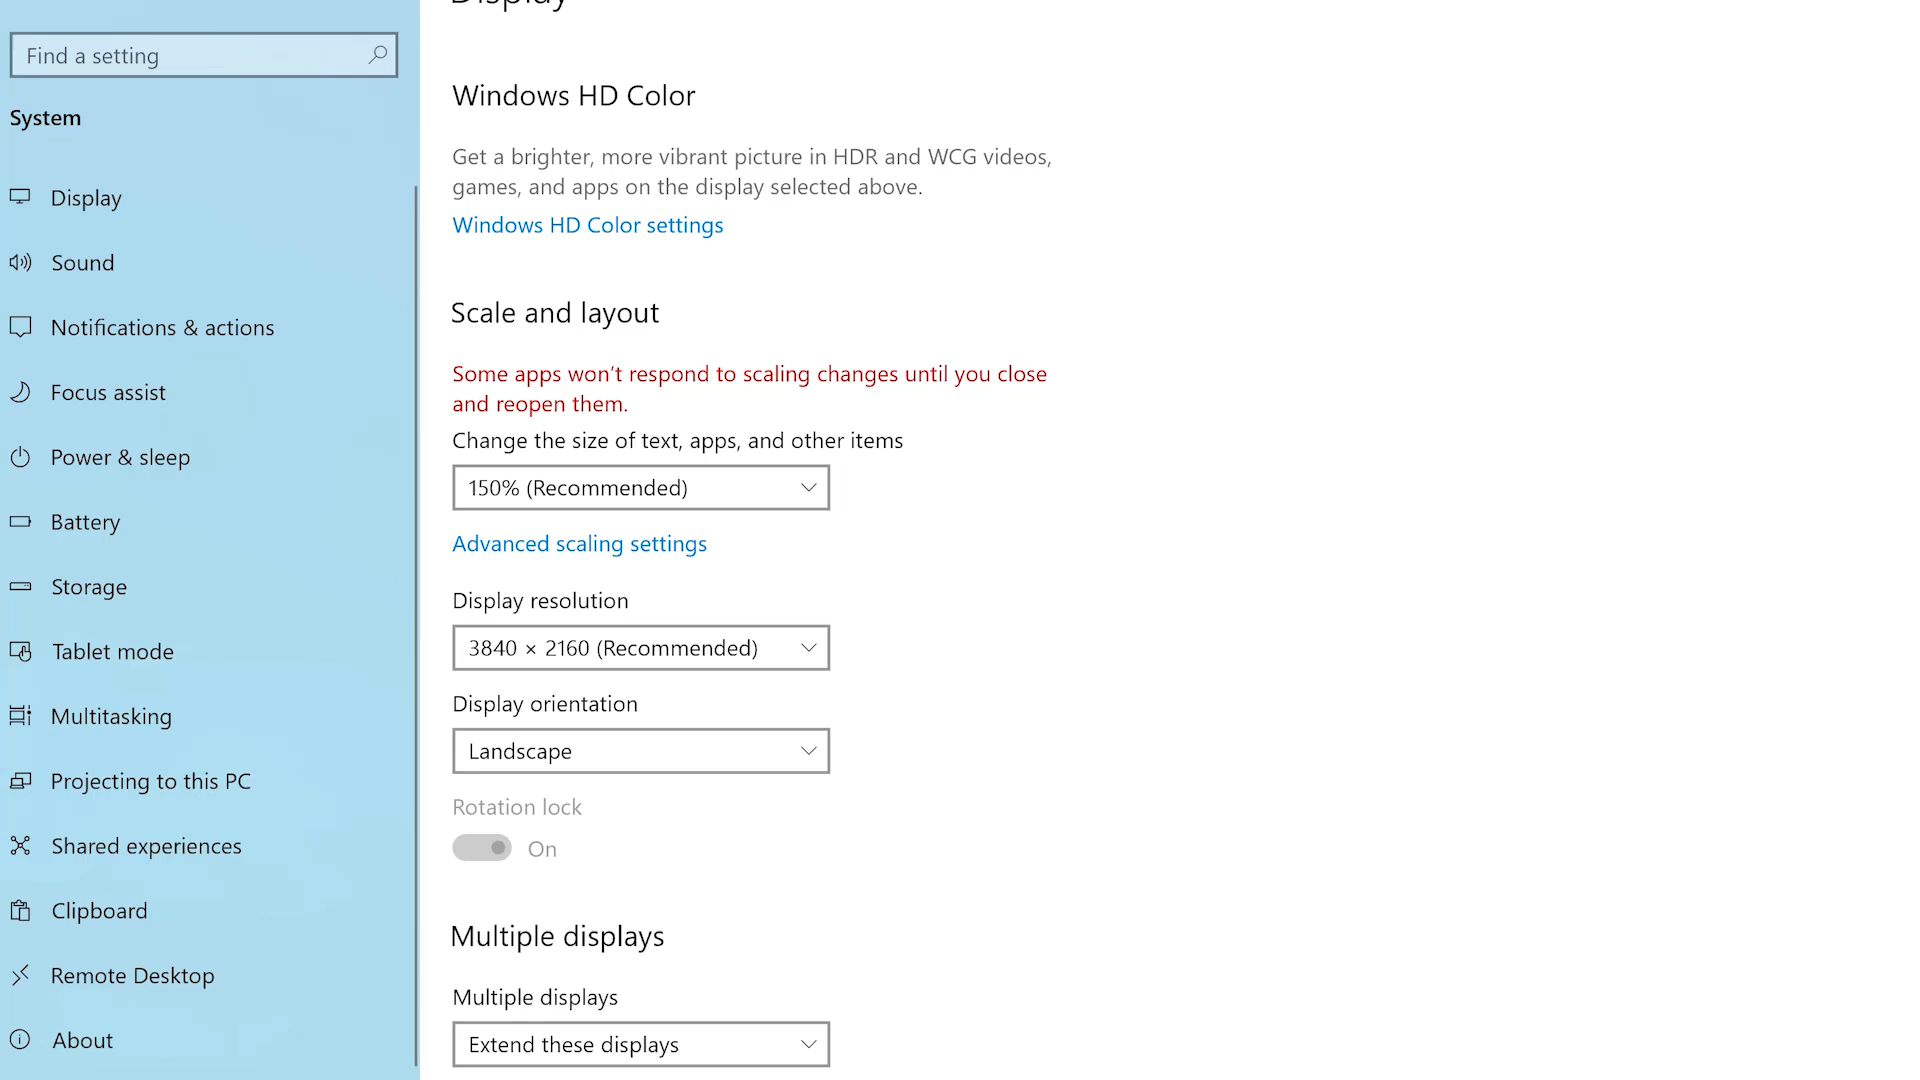 Display
Find a setting
System
Display
Sound
Notifications & actions
Focus assist
Power & sleep
Battery
Storage
Tablet mode
Multitasking
Projecting to this PC
Shared experiences
Clipboard
Remote Desktop
About
Windows HD Color
Get a brighter, more vibrant picture in HDR and WCG videos,
games, and apps on the display selected above.
Windows HD Color settings
Scale and layout
Some apps won't respond to scaling changes until you close
and reopen them.
Change the size of text, apps, and other items
150% (Recommended)
Advanced scaling settings
Display resolution
3840 × 2160 (Recommended)
Display orientation
Landscape
Rotation lock
On
Multiple displays
Multiple displays
Extend these displays